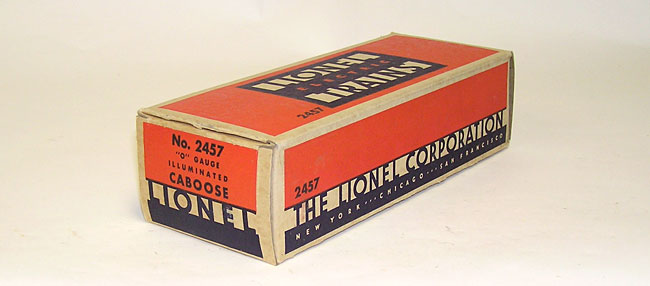 LIONEL
ELECTRIC
TRAINS
2457
No. 2457
"O" GAUGE
ILLUMINATED
CABOOSE
LIONEL
2457
THE LIONEL CORPORATION
NEW YORK ··· CHICAGO ··· SAN FRANCISCO